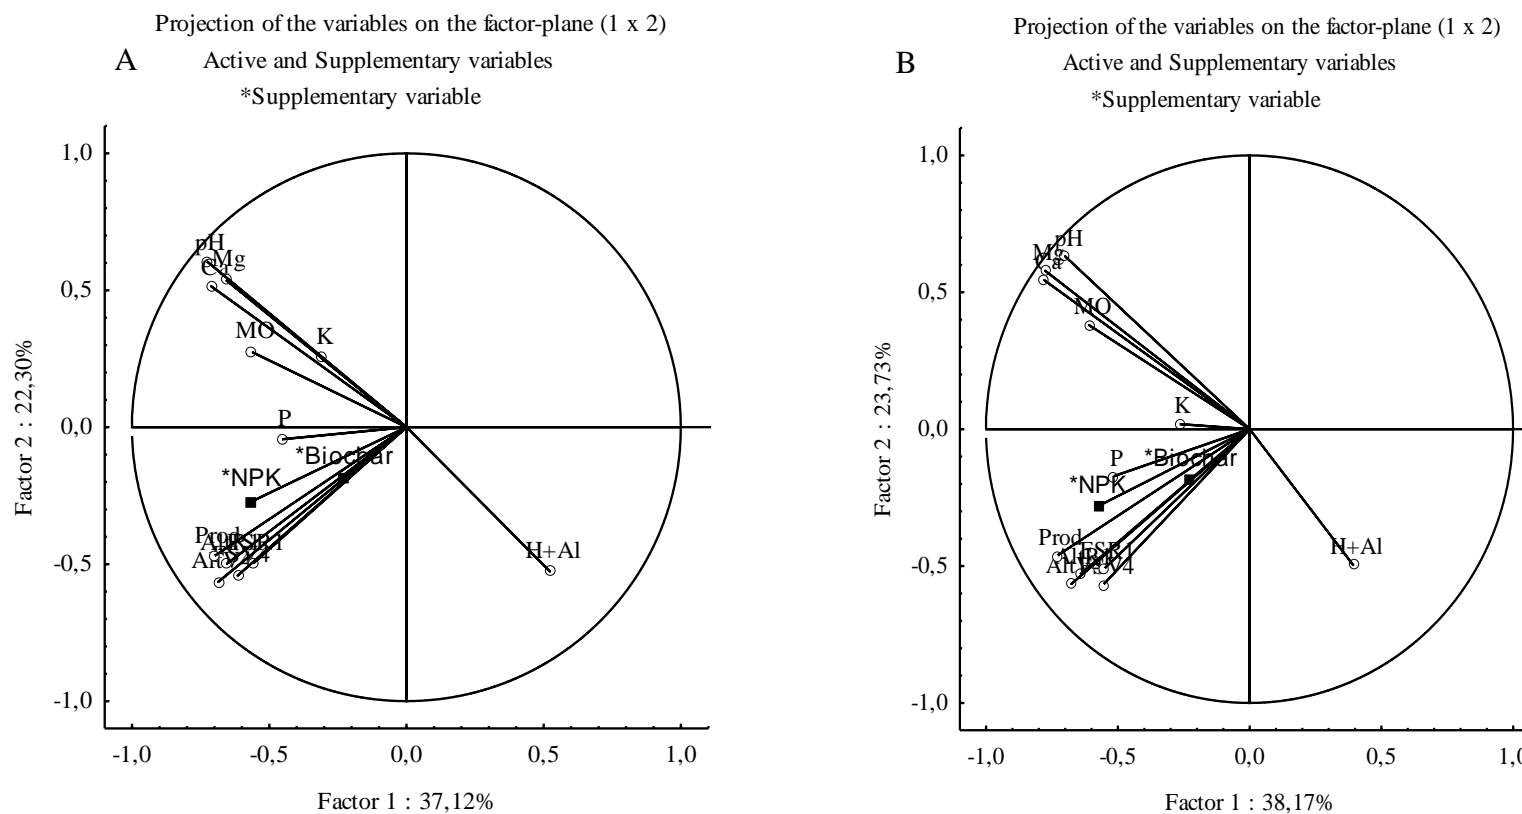 Projection of the variables on the factor-plane (1 x 2)
A
Active and Supplementary variables
*Supplementary variable
1,0
pH
Mg
Ca
0,5
MO
K
P
0,0
*Biochar
*NPK
Prod
H+Al
-0,5
-1,0
-1,0
-0,5
0,0
0,5
1,0
Factor 1 : 37,12%
Factor 2 : 22,30%
Projection of the variables on the factor-plane (1 x 2)
B
Active and Supplementary variables
*Supplementary variable
1,0
pH
Mg
Ca
0,5
MO
K
0,0
P
*Biochar
*NPK
Prod
H+Al
-0,5
-1,0
-1,0
-0,5
0,0
0,5
Factor 1 : 38,17%
Factor 2 : 23,73%